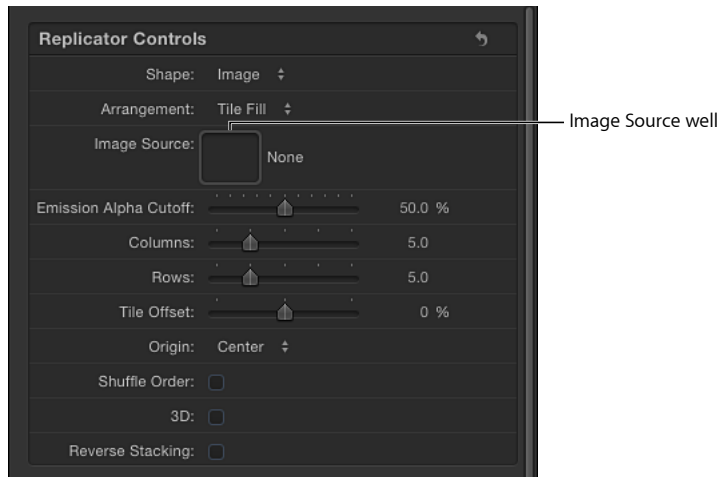 Replicator Controls
Shape: Image
Arrangement: Tile Fill
Image Source well
Image Source: None
Emission Alpha Cutoff: 50.0 %
Columns: 5.0
Rows: 5.0
Tile Offset: 0 %
Origin: Center
Shuffle Order:
3D:
Reverse Stacking: